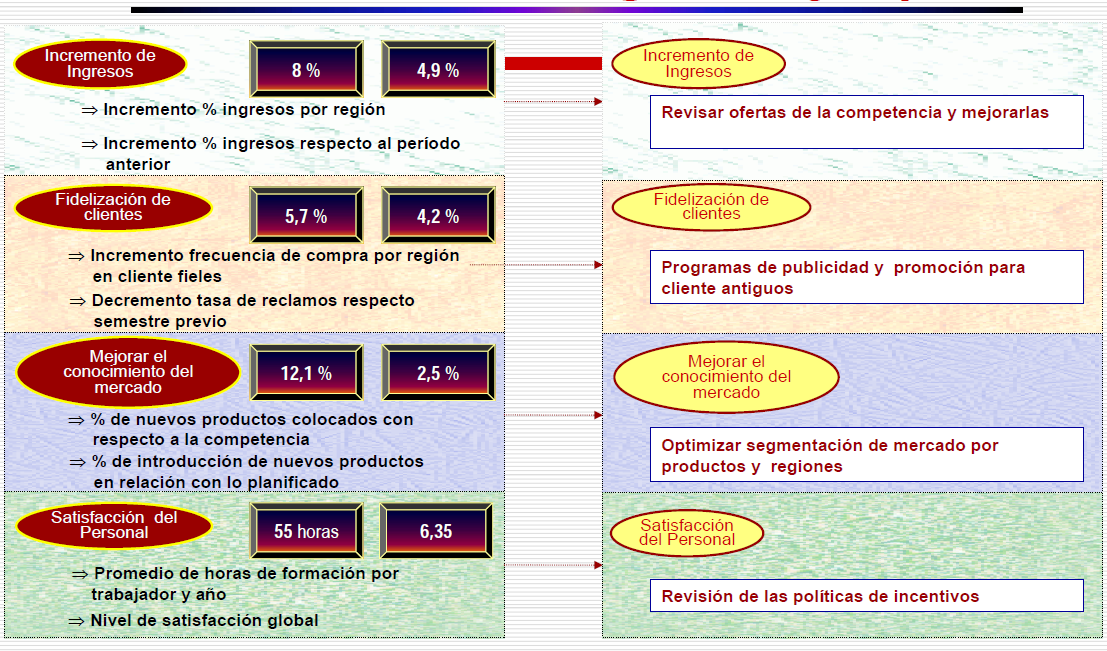 Incremento de
Ingresos
8 %
4,9 %
⇒ Incremento % ingresos por región
⇒ Incremento % ingresos respecto al período
anterior
Incremento de
Ingresos
Revisar ofertas de la competencia y mejorarlas
Fidelización de
clientes
5,7 %
4,2 %
⇒ Incremento frecuencia de compra por región
en cliente fieles
⇒ Decremento tasa de reclamos respecto
semestre previo
Fidelización de
clientes
Programas de publicidad y promoción para
cliente antiguos
Mejorar el
conocimiento del
mercado
12,1 %
2,5 %
⇒ % de nuevos productos colocados con
respecto a la competencia
⇒ % de introducción de nuevos productos
en relación con lo planificado
Mejorar el
conocimiento del
mercado
Optimizar segmentación de mercado por
productos y regiones
Satisfacción del
Personal
55 horas
6,35
⇒ Promedio de horas de formación por
trabajador y año
⇒ Nivel de satisfacción global
Satisfacción
del Personal
Revisión de las políticas de incentivos